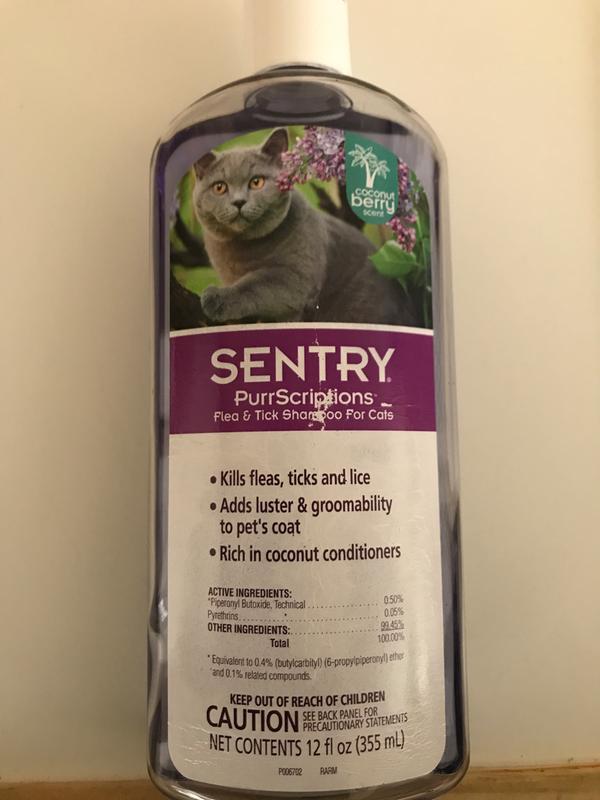 coconut
berry
scent
SENTRY®
PurrScriptions
Flea & Tick Shampoo For Cats
• Kills fleas, ticks and lice
• Adds luster & groomability
to pet's coat
• Rich in coconut conditioners
ACTIVE INGREDIENTS:
*Piperonyl Butoxide, Technical . . . . . . . . . . . . . 0.50%
Pyrethrins. . . . . . . . . . . . . . . . . . . . . . . . 0.05%
OTHER INGREDIENTS:. . . . . . . . . . . . . . . . 99.45%
Total 100.00%
* Equivalent to 0.4% (butylcarbityl) (6-propylpiperonyl) ether
and 0.1% related compounds.
KEEP OUT OF REACH OF CHILDREN
CAUTION SEE BACK PANEL FOR
PRECAUTIONARY STATEMENTS
NET CONTENTS 12 fl oz (355 mL)
P006702 RARM